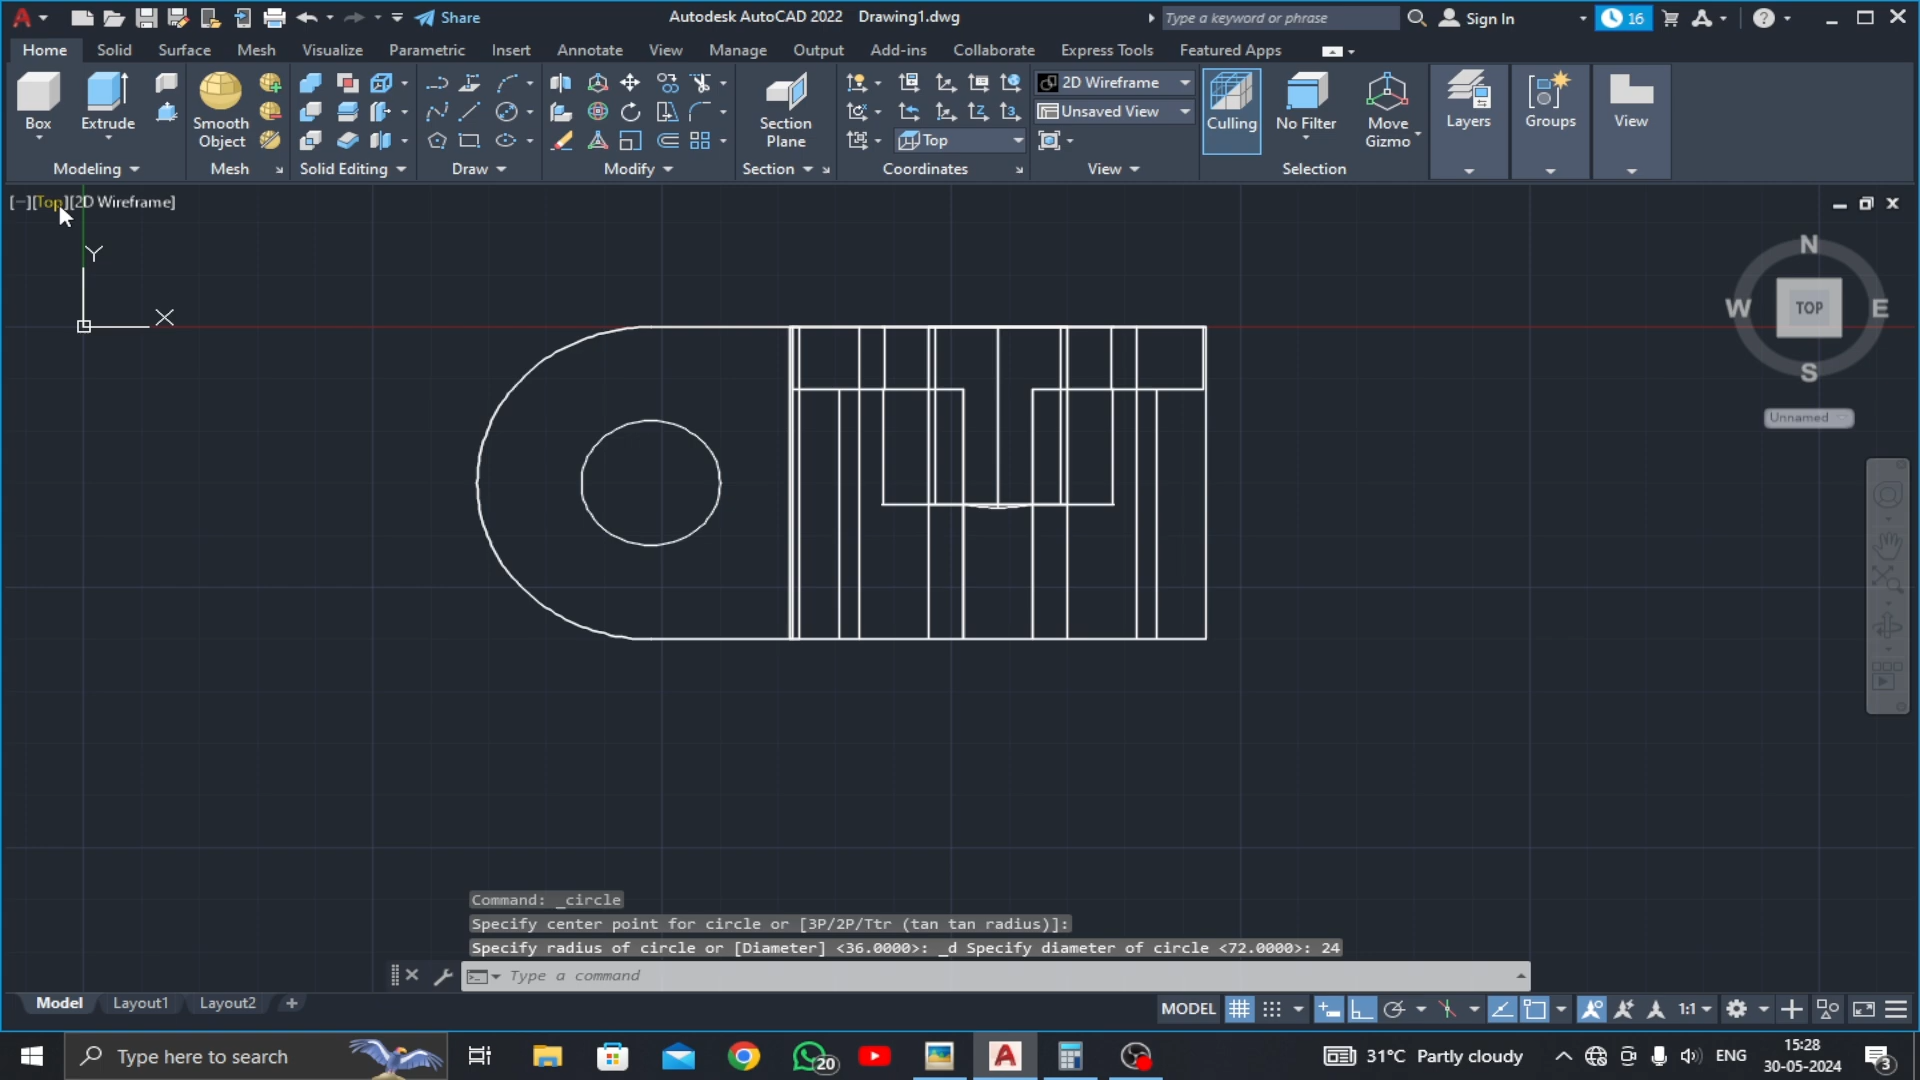 Share
Autodesk AutoCAD 2022 Drawing1.dwg
Type a keyword or phrase
Sign In
16
Home Solid Surface Mesh Visualize Parametric Insert Annotate View Manage Output Add-ins Collaborate Express Tools Featured Apps
Box
Extrude
Smooth
Object
Section
Plane
Top
2D Wireframe
Unsaved View
Culling
No Filter
Move
Gizmo
Layers
Groups
View
Modeling
Mesh
Solid Editing
Draw
Modify
Section
Coordinates
View
Selection
[−][Top][2D Wireframe]
Y
X
N
W TOP E
S
Unnamed
Command: _circle
Specify center point for circle or [3P/2P/Ttr (tan tan radius)]:
Specify radius of circle or [Diameter] <36.0000>: _d Specify diameter of circle <72.0000>: 24
Type a command
Model Layout1 Layout2 +
MODEL
1:1
Type here to search
20
31°C Partly cloudy
ENG
15:28
30-05-2024
3